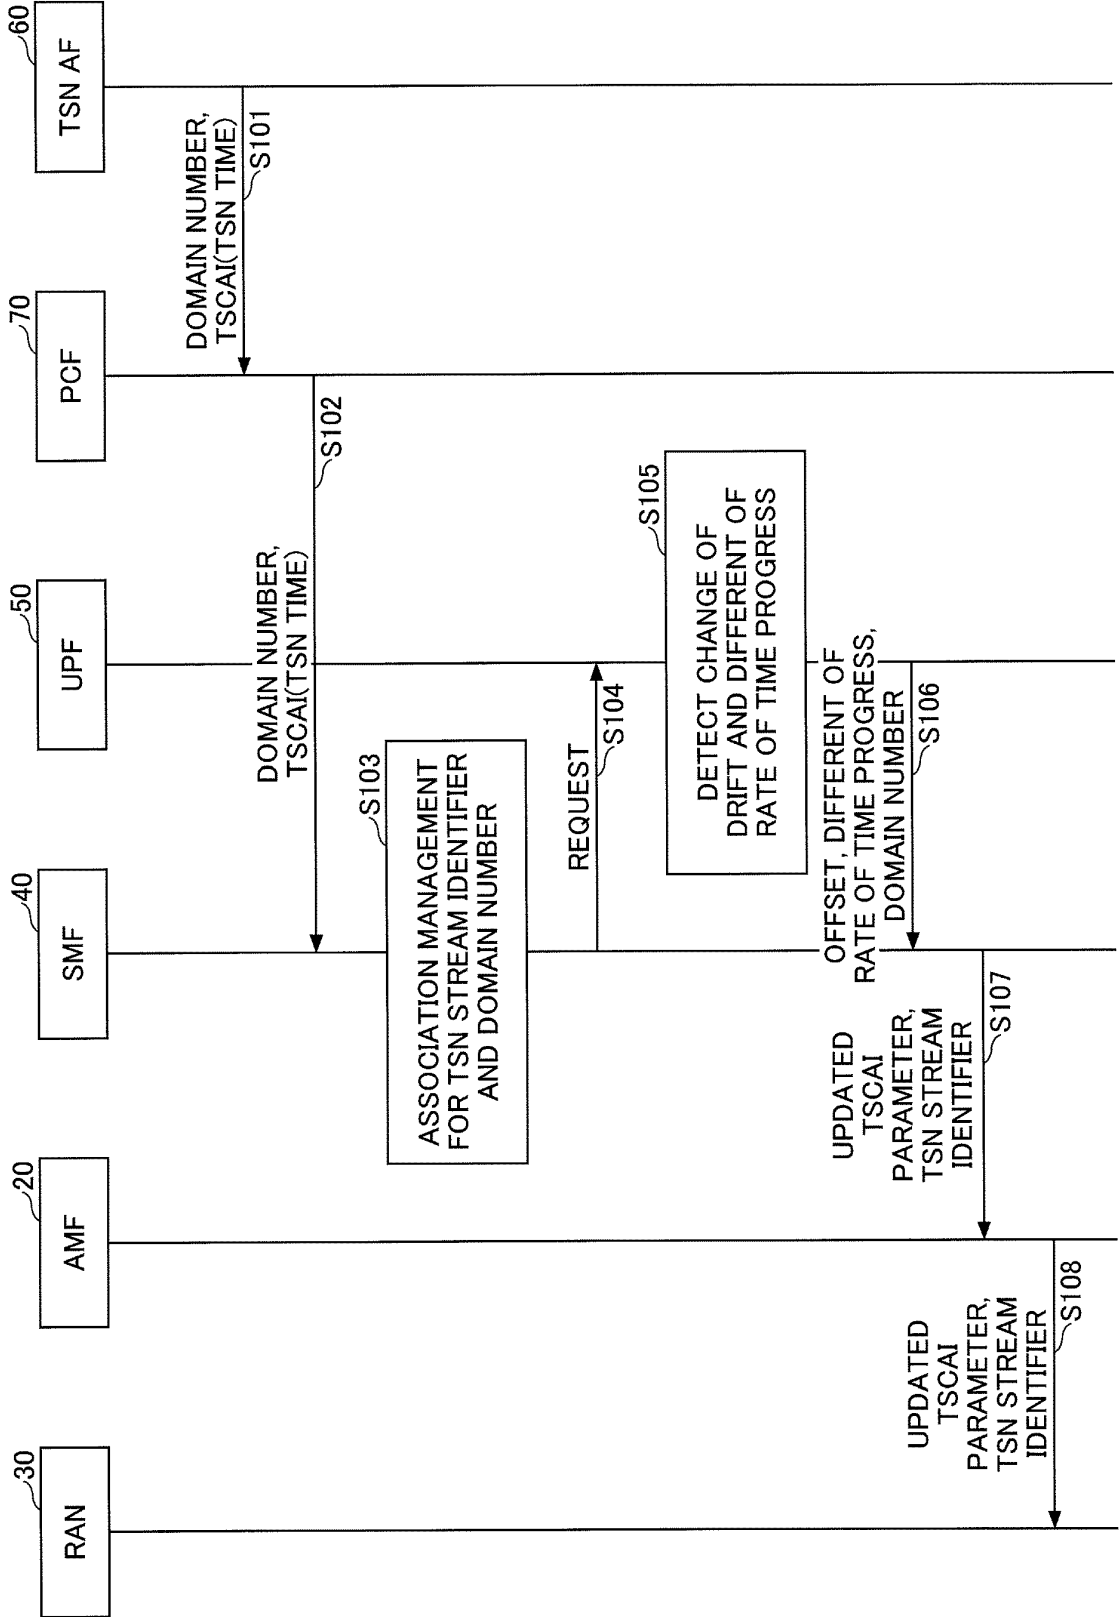 30
RAN
20
AMF
40
SMF
50
UPF
70
PCF
60
TSN AF
DOMAIN NUMBER,
TSCAI(TSN TIME)
S101
DOMAIN NUMBER,
TSCAI(TSN TIME)
S102
S103
ASSOCIATION MANAGEMENT
FOR TSN STREAM IDENTIFIER
AND DOMAIN NUMBER
REQUEST
S104
S105
DETECT CHANGE OF
DRIFT AND DIFFERENT OF
RATE OF TIME PROGRESS
OFFSET, DIFFERENT OF
RATE OF TIME PROGRESS,
DOMAIN NUMBER
S106
UPDATED
TSCAI
PARAMETER,
TSN STREAM
IDENTIFIER
S107
UPDATED
TSCAI
PARAMETER,
TSN STREAM
IDENTIFIER
S108